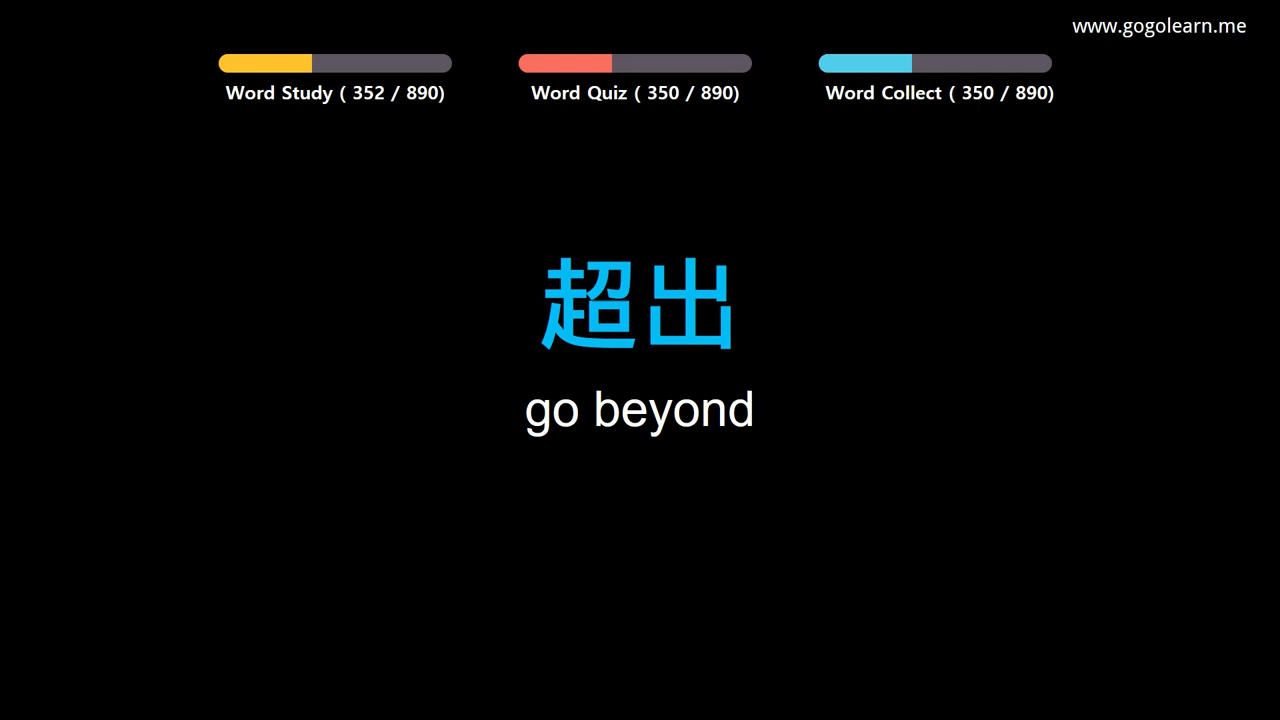 www.gogolearn.me
Word Study ( 352 / 890)
Word Quiz ( 350 / 890)
Word Collect ( 350 / 890)
超出
go beyond